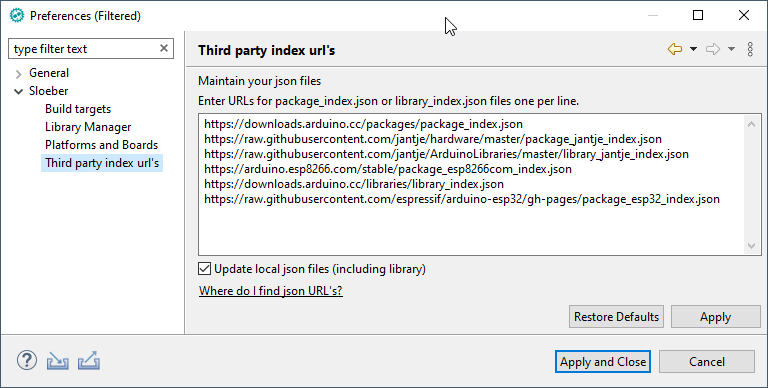 Preferences (Filtered)
type filter text
General
Sloeber
Build targets
Library Manager
Platforms and Boards
Third party index url's
Third party index url's
Maintain your json files
Enter URLs for package_index.json or library_index.json files one per line.
https://downloads.arduino.cc/packages/package_index.json
https://raw.githubusercontent.com/jantje/hardware/master/package_jantje_index.json
https://raw.githubusercontent.com/jantje/ArduinoLibraries/master/library_jantje_index.json
https://arduino.esp8266.com/stable/package_esp8266com_index.json
https://downloads.arduino.cc/libraries/library_index.json
https://raw.githubusercontent.com/espressif/arduino-esp32/gh-pages/package_esp32_index.json
Update local json files (including library)
Where do I find json URL's?
Restore Defaults
Apply
Apply and Close
Cancel